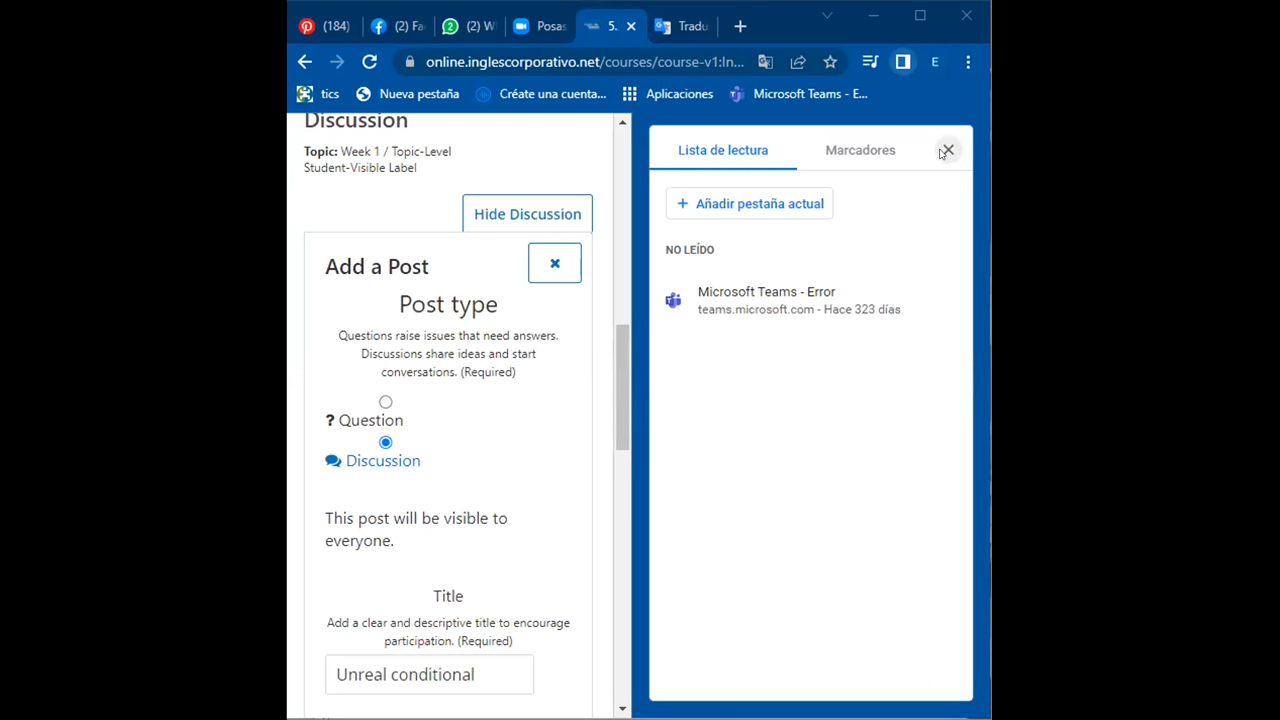 (184)
(2) Fa
(2) W
Posas
5.
Tradu
online.inglescorporativo.net/courses/course-v1:In...
E
tics
Nueva pestaña
Créate una cuenta...
Aplicaciones
Microsoft Teams - E...
Discussion
Topic: Week 1 / Topic-Level
Student-Visible Label
Hide Discussion
Add a Post
Post type
Questions raise issues that need answers.
Discussions share ideas and start
conversations. (Required)
? Question
Discussion
This post will be visible to
everyone.
Title
Add a clear and descriptive title to encourage
participation. (Required)
Unreal conditional
Lista de lectura
Marcadores
+ Añadir pestaña actual
NO LEÍDO
Microsoft Teams - Error
teams.microsoft.com - Hace 323 días